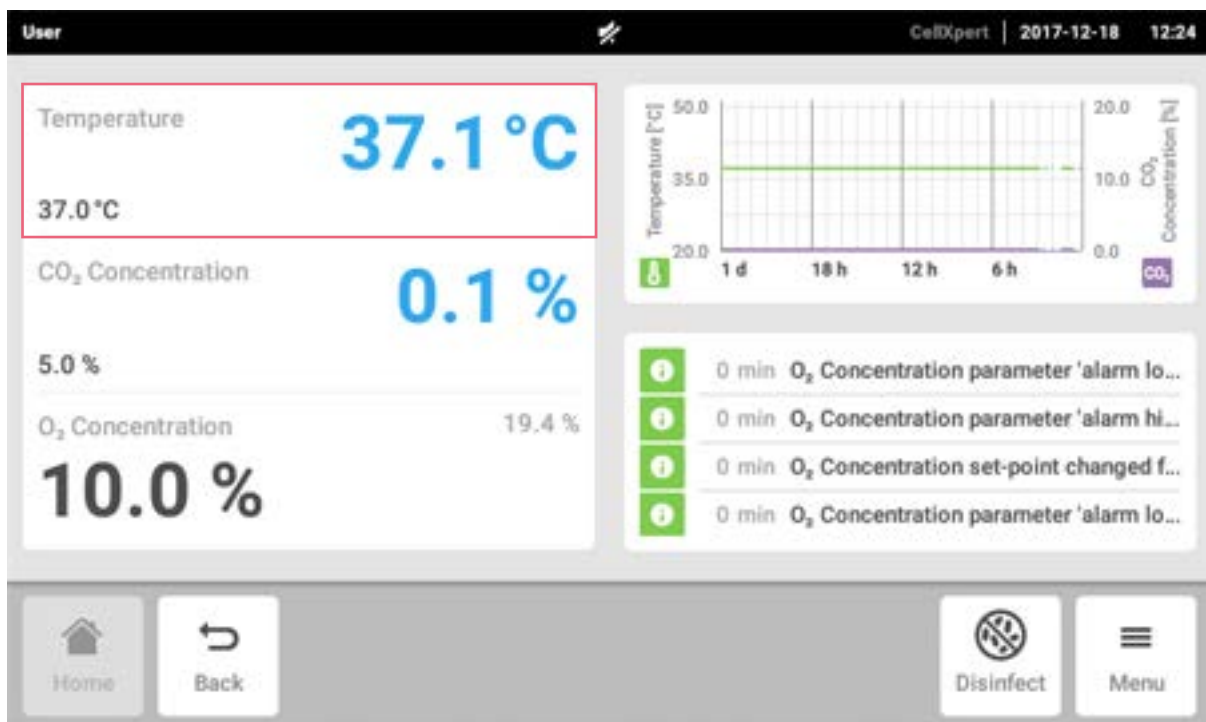 User
CellXpert | 2017-12-18 12:24
Temperature
37.1 °C
37.0 °C
CO₂ Concentration
0.1 %
5.0 %
O₂ Concentration 19.4 %
10.0 %
Temperature [°C]
50.0
35.0
20.0
1 d 18 h 12 h 6 h
20.0
10.0
0.0
CO₂
Concentration [%]
CO₂
0 min O₂ Concentration parameter 'alarm lo...
0 min O₂ Concentration parameter 'alarm hi...
0 min O₂ Concentration set-point changed f...
0 min O₂ Concentration parameter 'alarm lo...
Home
Back
Disinfect
Menu